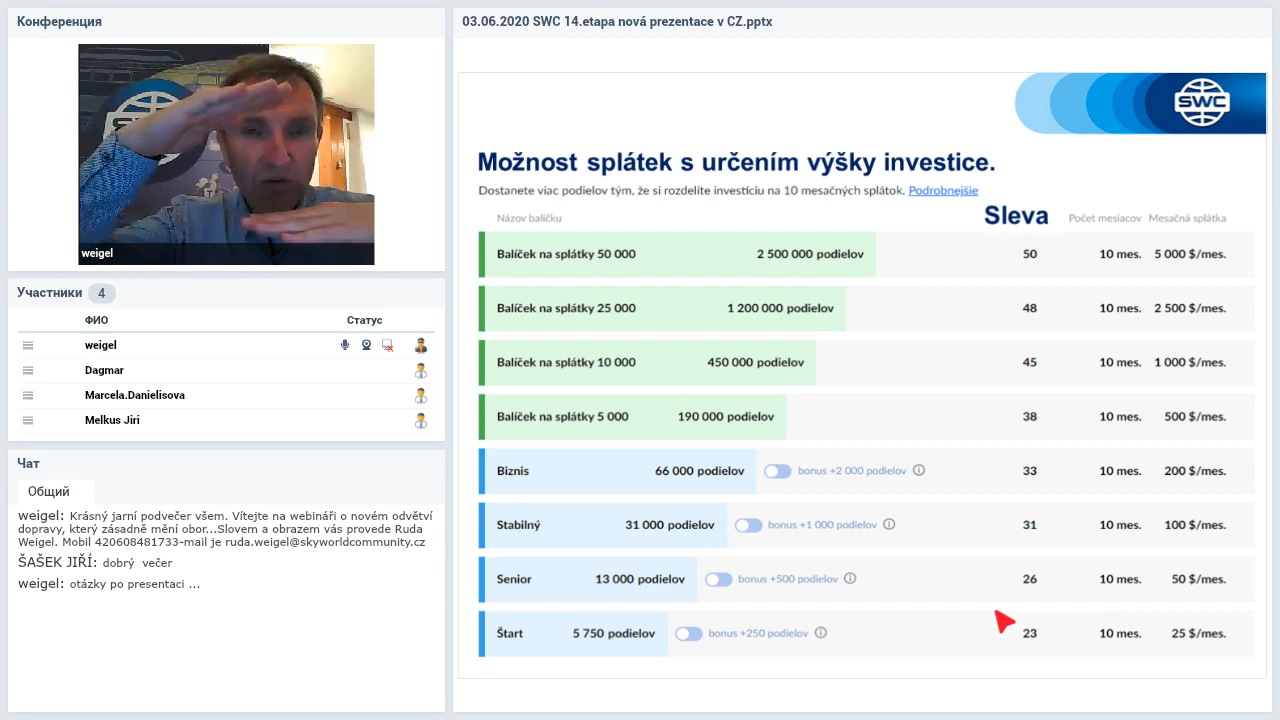 Конференция
weigel
Участники 4
ФИО Статус
weigel
Dagmar
Marcela.Danielisova
Melkus Jiri
Чат
Общий
weigel: Krásný jarní podvečer všem. Vítejte na webináři o novém odvětví
dopravy, který zásadně mění obor...Slovem a obrazem vás provede Ruda
Weigel. Mobil 420608481733-mail je ruda.weigel@skyworldcommunity.cz
ŠAŠEK JIŘÍ: dobrý večer
weigel: otázky po presentaci ...
03.06.2020 SWC 14.etapa nová prezentace v CZ.pptx
SWC
Možnost splátek s určením výšky investice.
Dostanete viac podielov tým, že si rozdelíte investíciu na 10 mesačných splátok. Podrobnejšie
Názov balíčku Sleva Počet mesiacov Mesačná splátka
Balíček na splátky 50 000 2 500 000 podielov 50 10 mes. 5 000 $/mes.
Balíček na splátky 25 000 1 200 000 podielov 48 10 mes. 2 500 $/mes.
Balíček na splátky 10 000 450 000 podielov 45 10 mes. 1 000 $/mes.
Balíček na splátky 5 000 190 000 podielov 38 10 mes. 500 $/mes.
Biznis 66 000 podielov bonus +2 000 podielov 33 10 mes. 200 $/mes.
Stabilný 31 000 podielov bonus +1 000 podielov 31 10 mes. 100 $/mes.
Senior 13 000 podielov bonus +500 podielov 26 10 mes. 50 $/mes.
Štart 5 750 podielov bonus +250 podielov 23 10 mes. 25 $/mes.